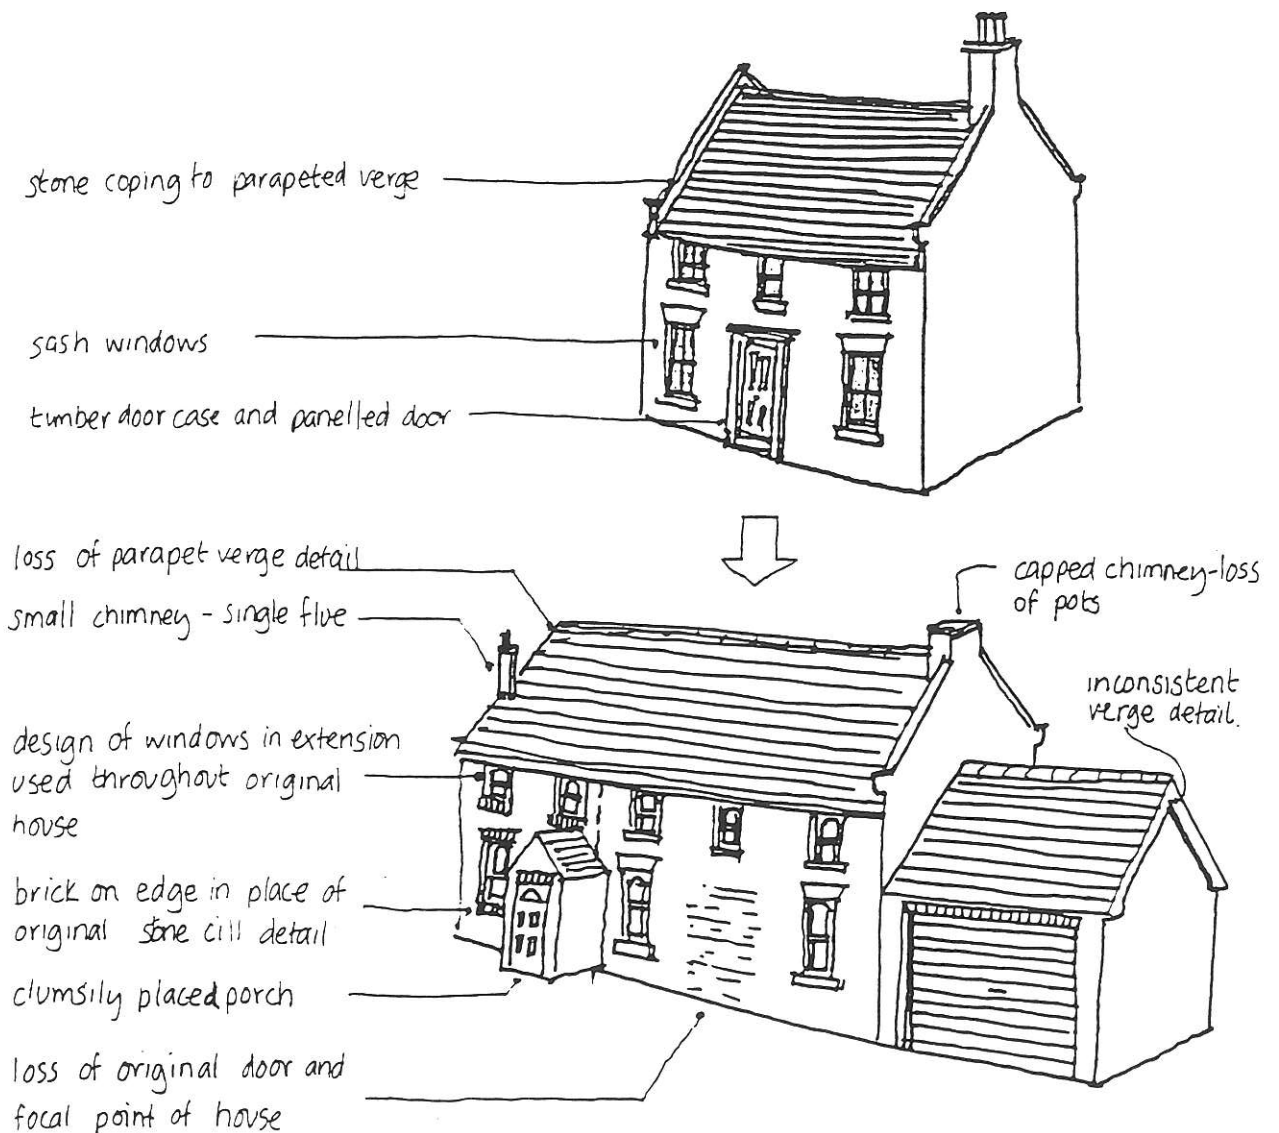 stone coping to parapeted verge
sash windows
timber door case and panelled door
loss of parapet verge detail
small chimney - single flue
capped chimney-loss
of pots
inconsistent
verge detail.
design of windows in extension
used throughout original
house
brick on edge in place of
original stone cill detail
clumsily placed porch
loss of original door and
focal point of house